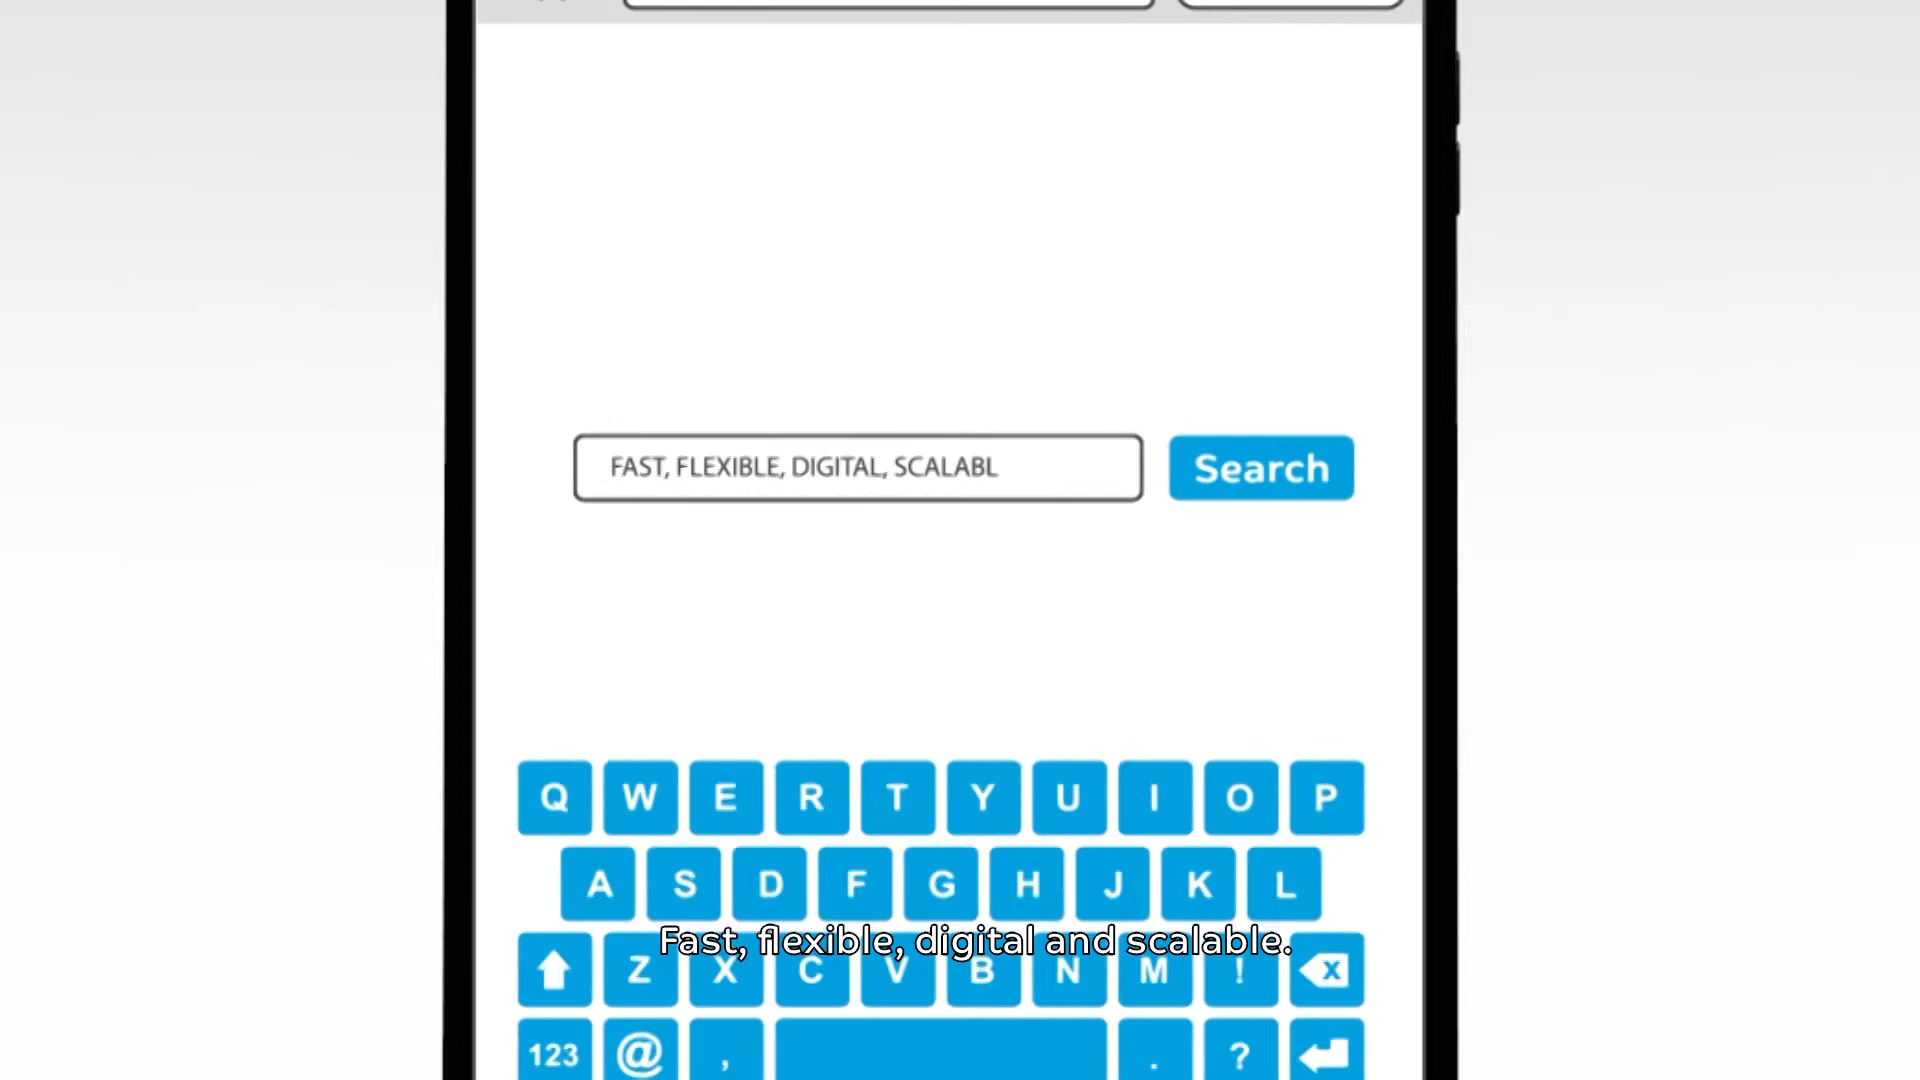 FAST, FLEXIBLE, DIGITAL, SCALABL
Search
Q W E R T Y U I O P
A S D F G H J K L
Fast, flexible, digital and scalable.
Z X C V B N M !
123 @ , . ?